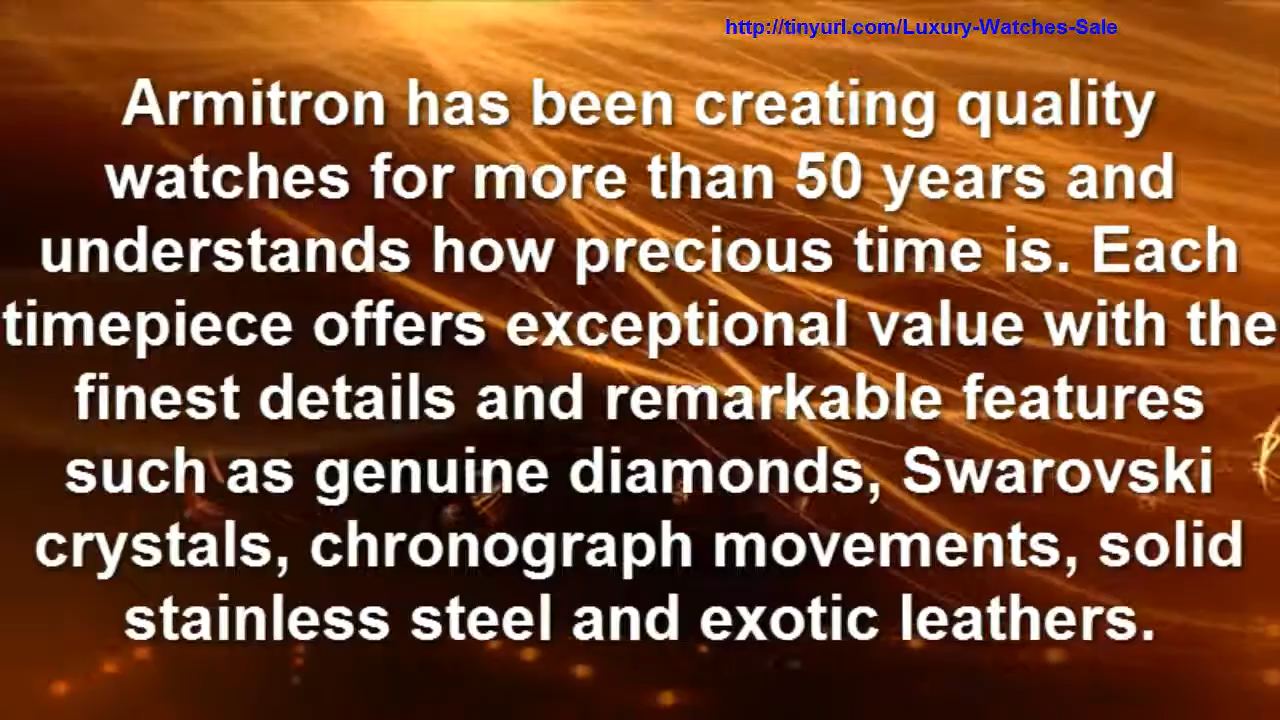 http://tinyurl.com/Luxury-Watches-Sale
Armitron has been creating quality
watches for more than 50 years and
understands how precious time is. Each
timepiece offers exceptional value with the
finest details and remarkable features
such as genuine diamonds, Swarovski
crystals, chronograph movements, solid
stainless steel and exotic leathers.